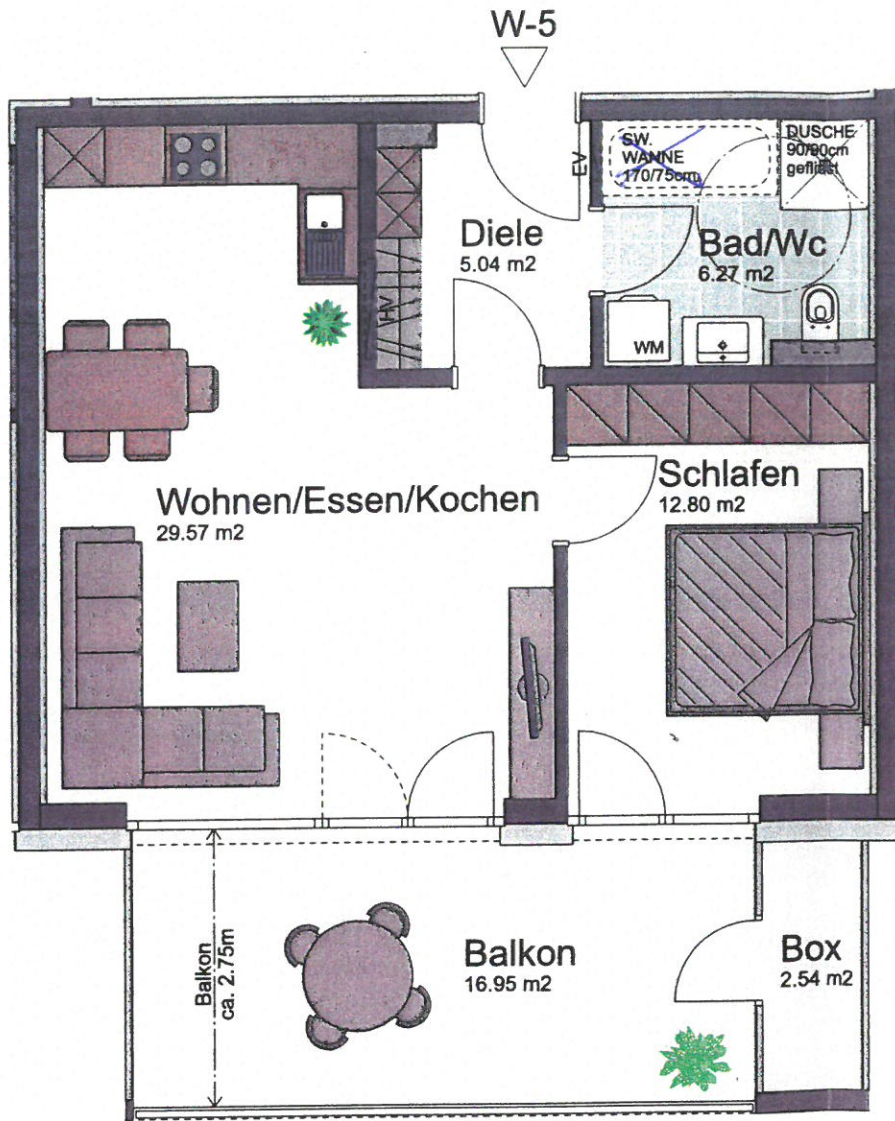 W-5
SW.
WANNE
170/75cm
DUSCHE
90/90cm
gefliest
EV
Diele
5.04 m2
Bad/Wc
6.27 m2
HV
WM
Wohnen/Essen/Kochen
29.57 m2
Schlafen
12.80 m2
Balkon
ca. 2.75m
Balkon
16.95 m2
Box
2.54 m2